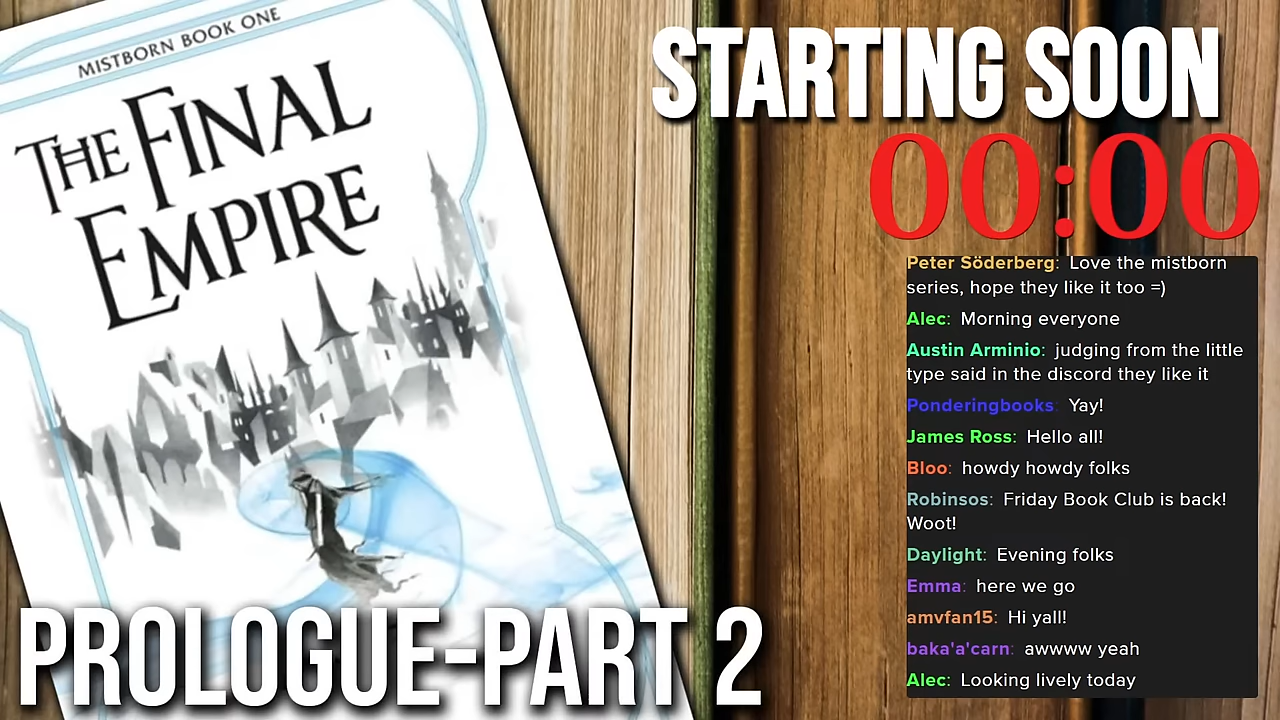 MISTBORN BOOK ONE
THE FINAL
EMPIRE
STARTING SOON
00:00
Peter Söderberg: Love the mistborn
series, hope they like it too =)
Alec: Morning everyone
Austin Arminio: judging from the little
type said in the discord they like it
Ponderingbooks: Yay!
James Ross: Hello all!
Bloo: howdy howdy folks
Robinsos: Friday Book Club is back!
Woot!
Daylight: Evening folks
Emma: here we go
amvfan15: Hi yall!
baka'a'carn: awwww yeah
Alec: Looking lively today
PROLOGUE-PART 2